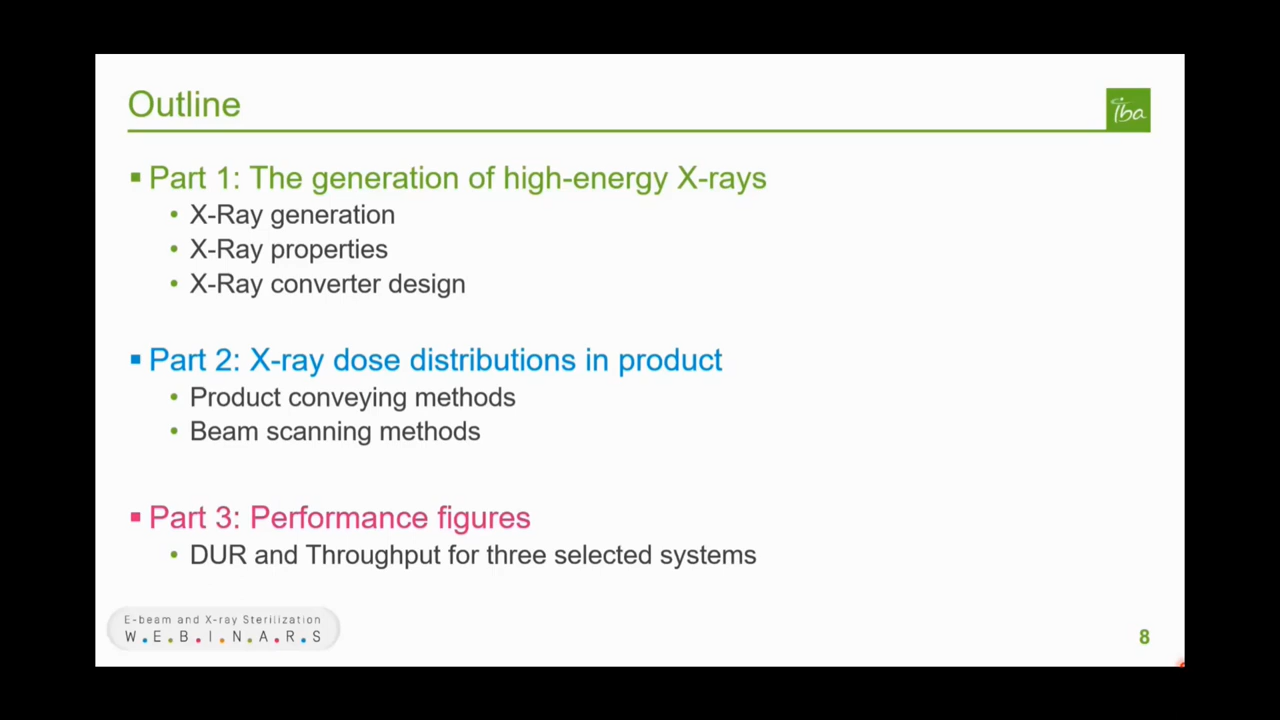 Outline
iba
Part 1: The generation of high-energy X-rays
X-Ray generation
X-Ray properties
X-Ray converter design
Part 2: X-ray dose distributions in product
Product conveying methods
Beam scanning methods
Part 3: Performance figures
DUR and Throughput for three selected systems
E-beam and X-ray Sterilization
W.E.B.I.N.A.R.S
8